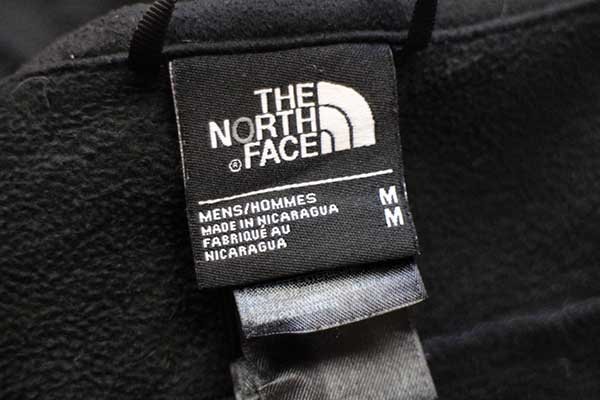 THE
NORTH
® FACE
MENS/HOMMES M
MADE IN NICARAGUA M
FABRIQUÉ AU
NICARAGUA